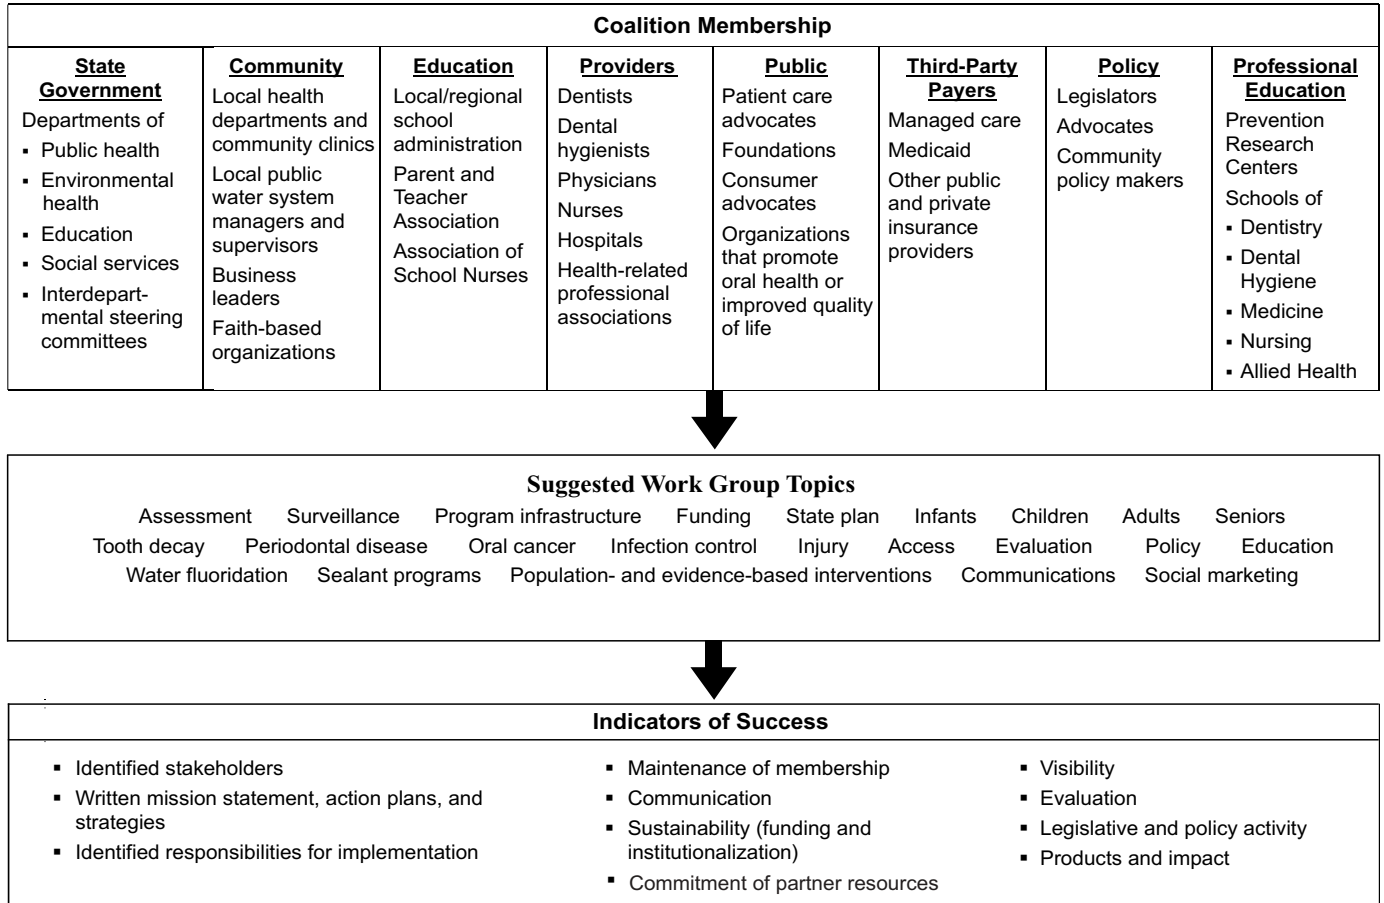 Coalition Membership
State
Government
Departments of
▪ Public health
▪ Environmental
health
▪ Education
▪ Social services
▪ Interdepart-
mental steering
committees
Community
Local health
departments and
community clinics
Local public
water system
managers and
supervisors
Business
leaders
Faith-based
organizations
Education
Local/regional
school
administration
Parent and
Teacher
Association
Association of
School Nurses
Providers
Dentists
Dental
hygienists
Physicians
Nurses
Hospitals
Health-related
professional
associations
Public
Patient care
advocates
Foundations
Consumer
advocates
Organizations
that promote
oral health or
improved quality
of life
Third-Party
Payers
Managed care
Medicaid
Other public
and private
insurance
providers
Policy
Legislators
Advocates
Community
policy makers
Professional
Education
Prevention
Research
Centers
Schools of
▪ Dentistry
▪ Dental
Hygiene
▪ Medicine
▪ Nursing
▪ Allied Health
Suggested Work Group Topics
Assessment Surveillance Program infrastructure Funding State plan Infants Children Adults Seniors
Tooth decay Periodontal disease Oral cancer Infection control Injury Access Evaluation Policy Education
Water fluoridation Sealant programs Population- and evidence-based interventions Communications Social marketing
Indicators of Success
▪ Identified stakeholders
▪ Written mission statement, action plans, and
strategies
▪ Identified responsibilities for implementation
▪ Maintenance of membership
▪ Communication
▪ Sustainability (funding and
institutionalization)
▪ Commitment of partner resources
▪ Visibility
▪ Evaluation
▪ Legislative and policy activity
▪ Products and impact